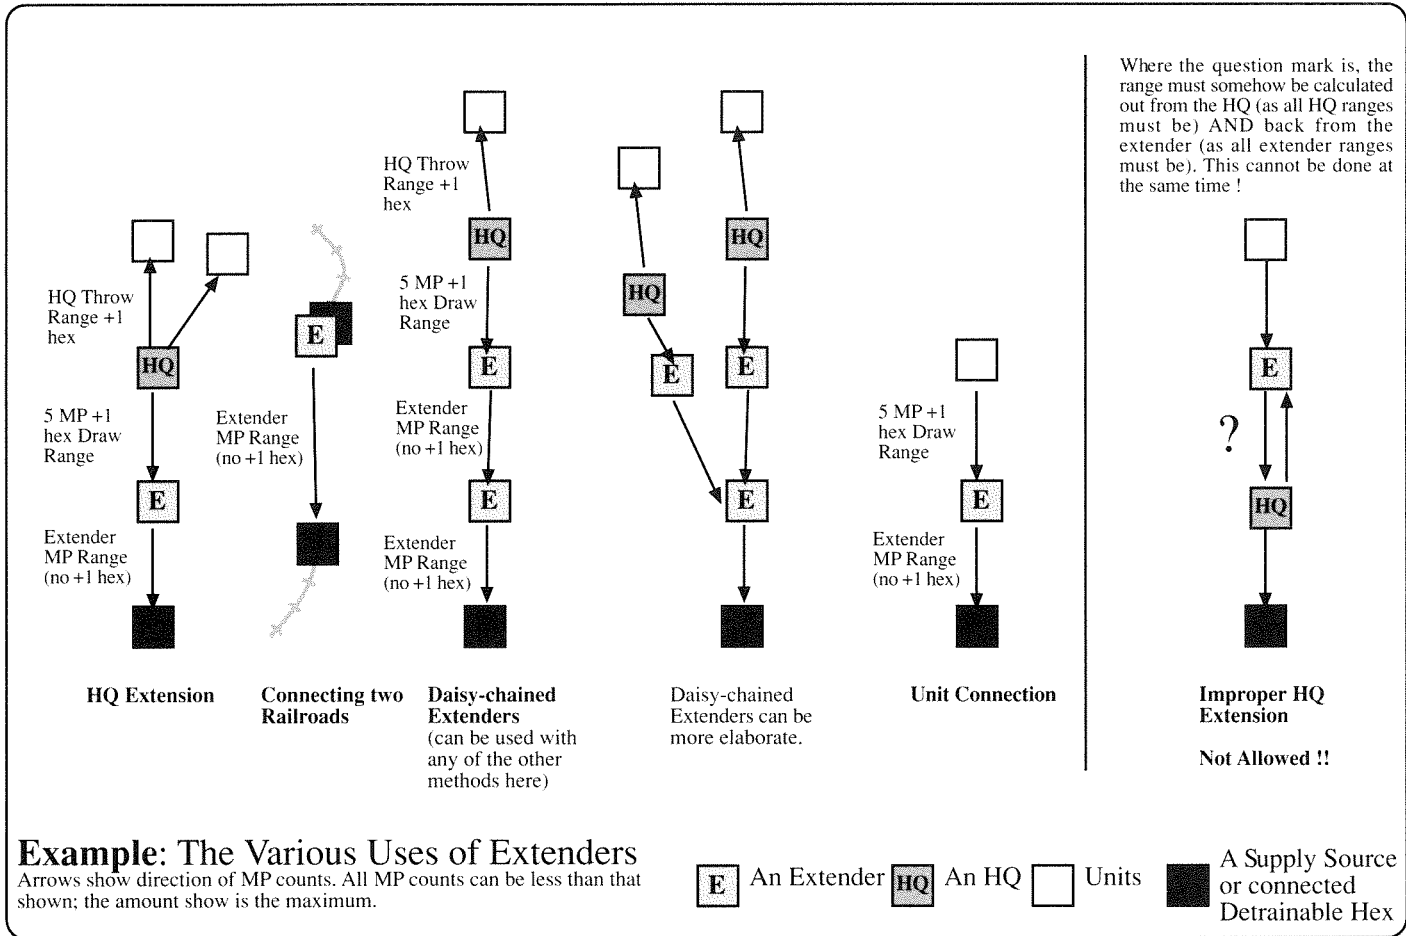 Where the question mark is, the
range must somehow be calculated
out from the HQ (as all HQ ranges
must be) AND back from the
extender (as all extender ranges
must be). This cannot be done at
the same time !
HQ Throw
Range +1
hex
HQ
5 MP +1
hex Draw
Range
E
Extender
MP Range
(no +1 hex)
HQ Extension
E
Extender
MP Range
(no +1 hex)
Connecting two
Railroads
HQ Throw
Range +1
hex
HQ
5 MP +1
hex Draw
Range
E
Extender
MP Range
(no +1 hex)
E
Extender
MP Range
(no +1 hex)
Daisy-chained
Extenders
(can be used with
any of the other
methods here)
HQ
HQ
E
E
E
Daisy-chained
Extenders can be
more elaborate.
5 MP +1
hex Draw
Range
E
Extender
MP Range
(no +1 hex)
Unit Connection
E
?
HQ
Improper HQ
Extension
Not Allowed !!
Example: The Various Uses of Extenders
Arrows show direction of MP counts. All MP counts can be less than that
shown; the amount show is the maximum.
E An Extender
HQ An HQ
Units
A Supply Source
or connected
Detrainable Hex